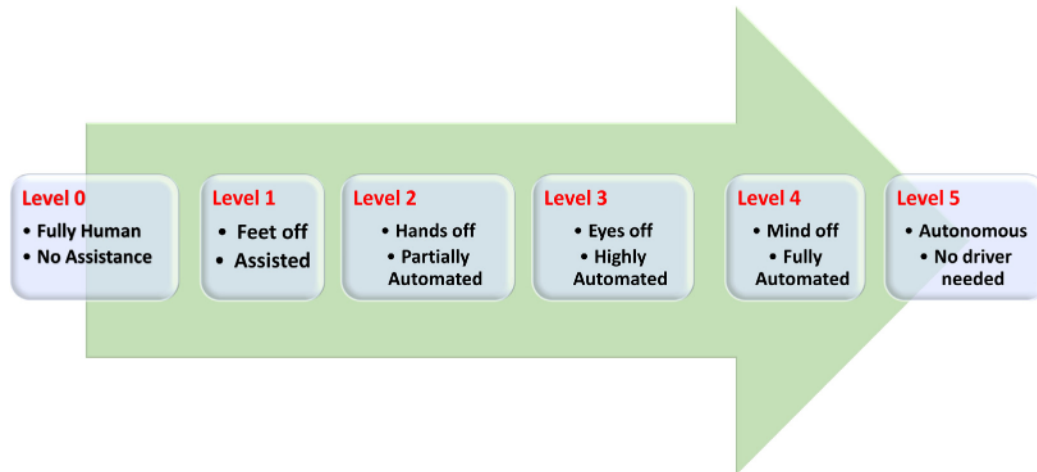 Level 0
• Fully Human
• No Assistance
Level 1
• Feet off
• Assisted
Level 2
• Hands off
• Partially
Automated
Level 3
• Eyes off
• Highly
Automated
Level 4
• Mind off
• Fully
Automated
Level 5
• Autonomous
• No driver
needed